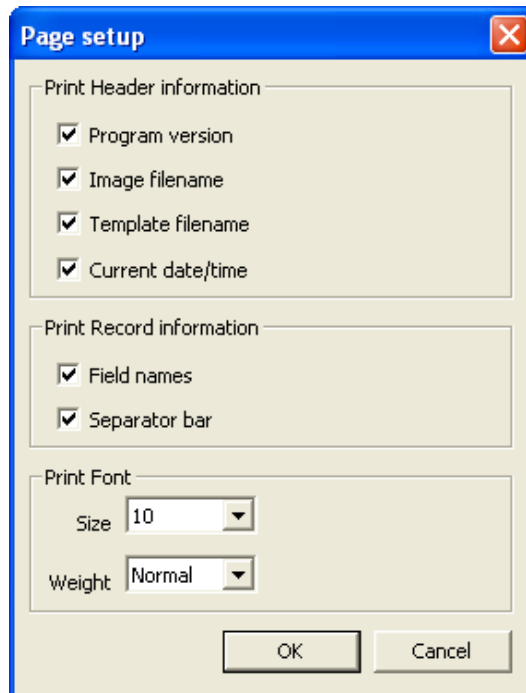 Page setup
Print Header information
Program version
Image filename
Template filename
Current date/time
Print Record information
Field names
Separator bar
Print Font
Size 10
Weight Normal
OK Cancel